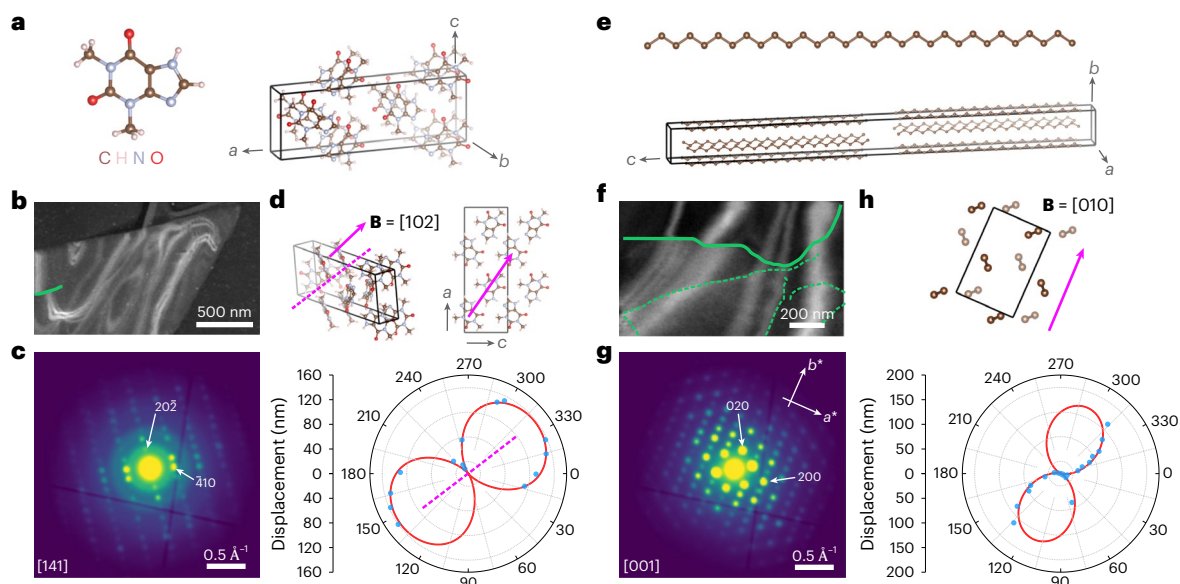 a
C H N O
a
b
c
e
c
a
b
b
500 nm
d
B = [102]
a
c
f
200 nm
h
B = [010]
c
202̅
4̅10
[141]
0.5 Å⁻¹
Displacement (nm)
160
120
80
40
0
40
80
120
160
270
240
300
210
330
180
0
150
30
120
60
90
g
b*
a*
020
200
[001]
0.5 Å⁻¹
Displacement (nm)
200
150
100
50
0
50
100
150
200
270
240
300
210
330
180
0
150
30
120
60
90